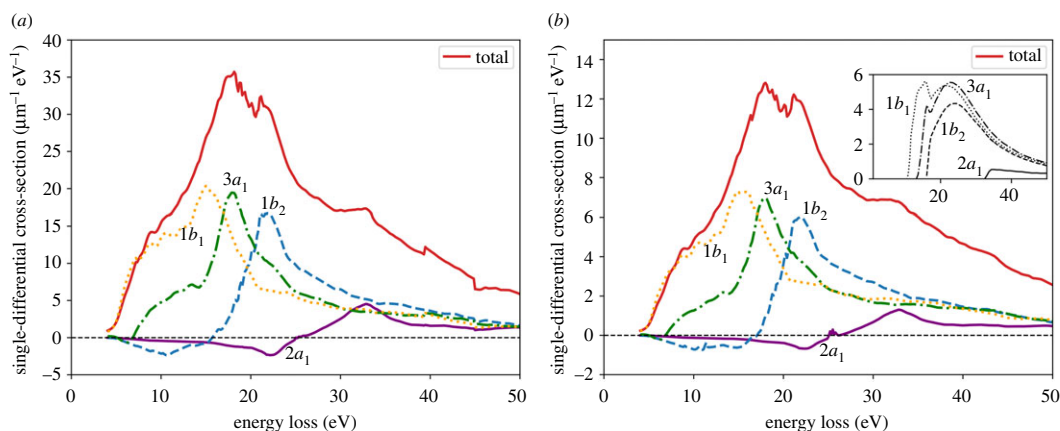 (a)
single-differential cross-section (µm⁻¹ eV⁻¹)
40
35
30
25
20
15
10
5
0
−5
total
3a₁
1b₂
1b₁
2a₁
0 10 20 30 40 50
energy loss (eV)
(b)
single-differential cross-section (µm⁻¹ eV⁻¹)
14
12
10
8
6
4
2
0
−2
total
6
4
2
0
20 40
1b₁
3a₁
1b₂
2a₁
3a₁
1b₂
1b₁
2a₁
0 10 20 30 40 50
energy loss (eV)